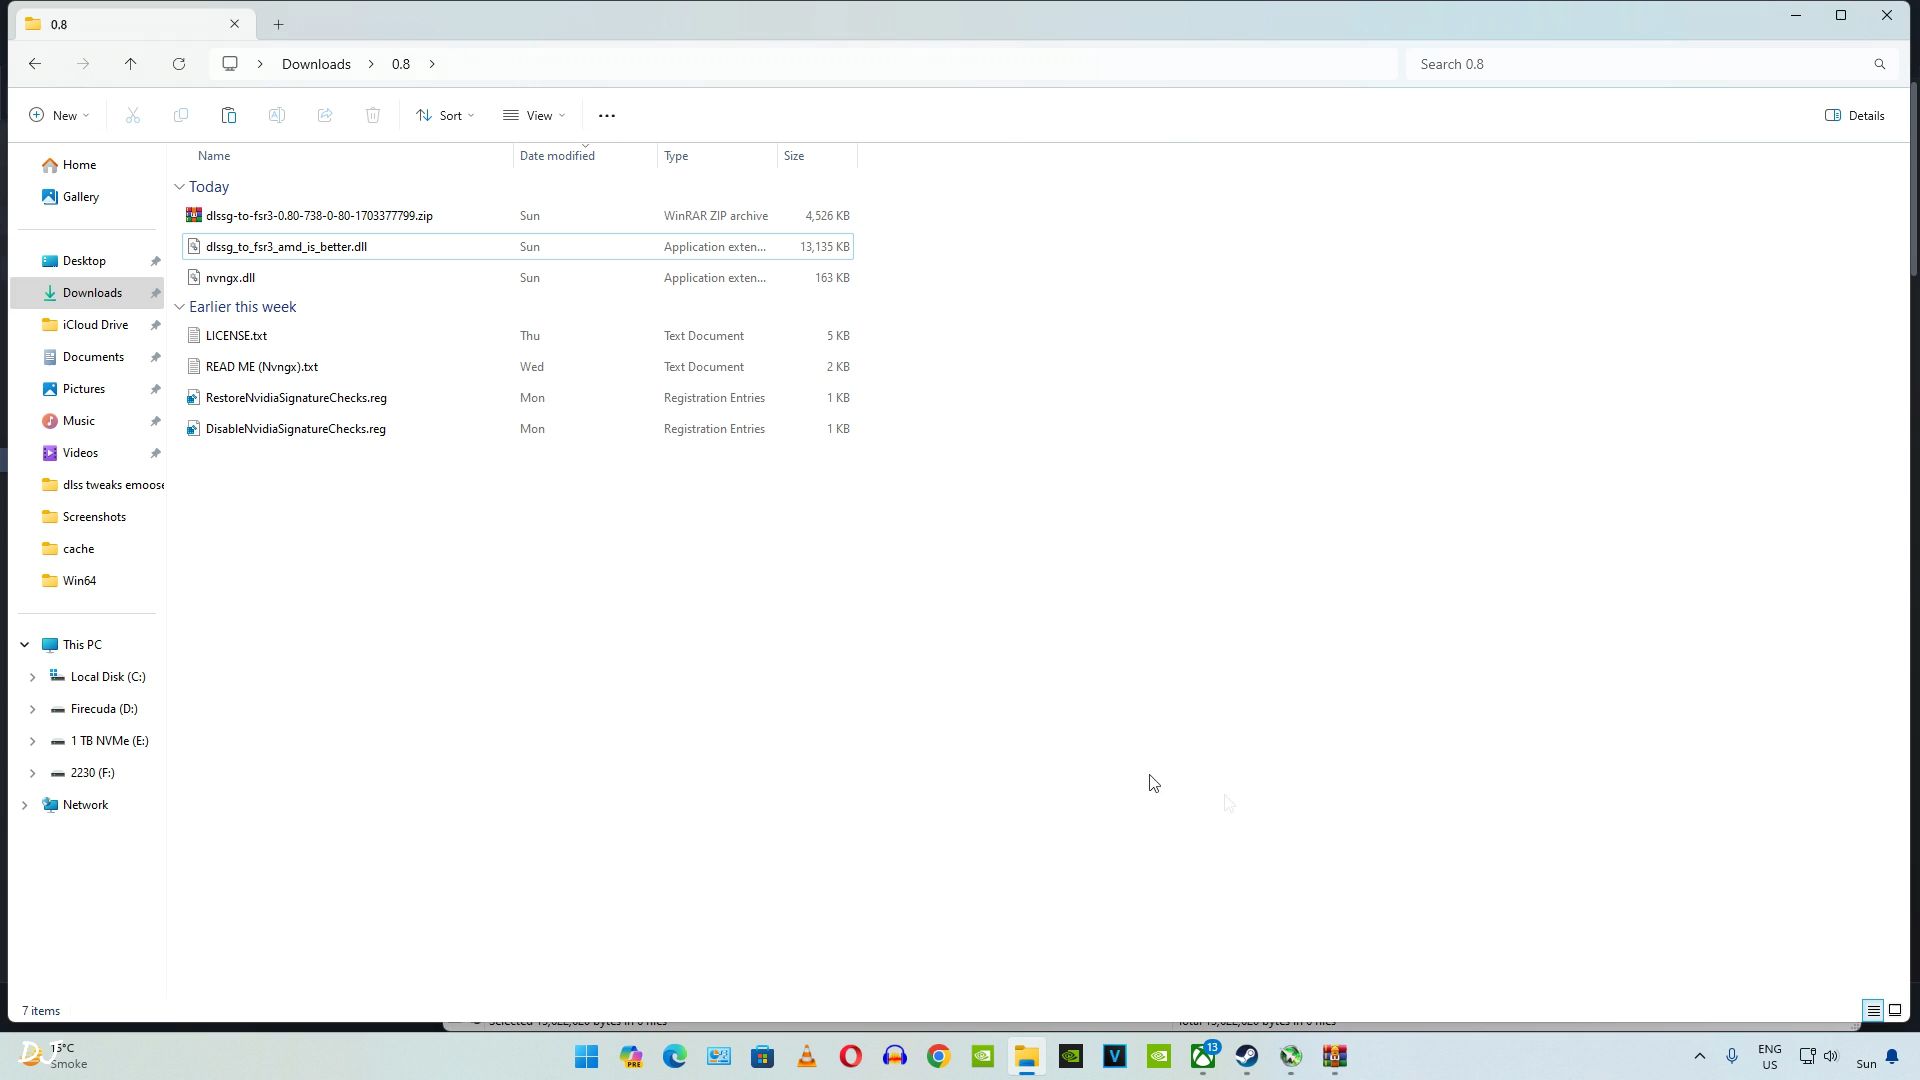 0.8
Downloads
0.8
Search 0.8
New
Sort
View
Details
Name Date modified Type Size
Today
dlssg-to-fsr3-0.80-738-0-80-1703377799.zip Sun WinRAR ZIP archive 4,526 KB
dlssg_to_fsr3_amd_is_better.dll Sun Application exten... 13,135 KB
nvngx.dll Sun Application exten... 163 KB
Earlier this week
LICENSE.txt Thu Text Document 5 KB
READ ME (Nvngx).txt Wed Text Document 2 KB
RestoreNvidiaSignatureChecks.reg Mon Registration Entries 1 KB
DisableNvidiaSignatureChecks.reg Mon Registration Entries 1 KB
Home
Gallery
Desktop
Downloads
iCloud Drive
Documents
Pictures
Music
Videos
dlss tweaks emoose
Screenshots
cache
Win64
This PC
Local Disk (C:)
Firecuda (D:)
1 TB NVMe (E:)
2230 (F:)
Network
7 items
DJ
15°C
Smoke
PRE
V
13
ENG
US
Sun